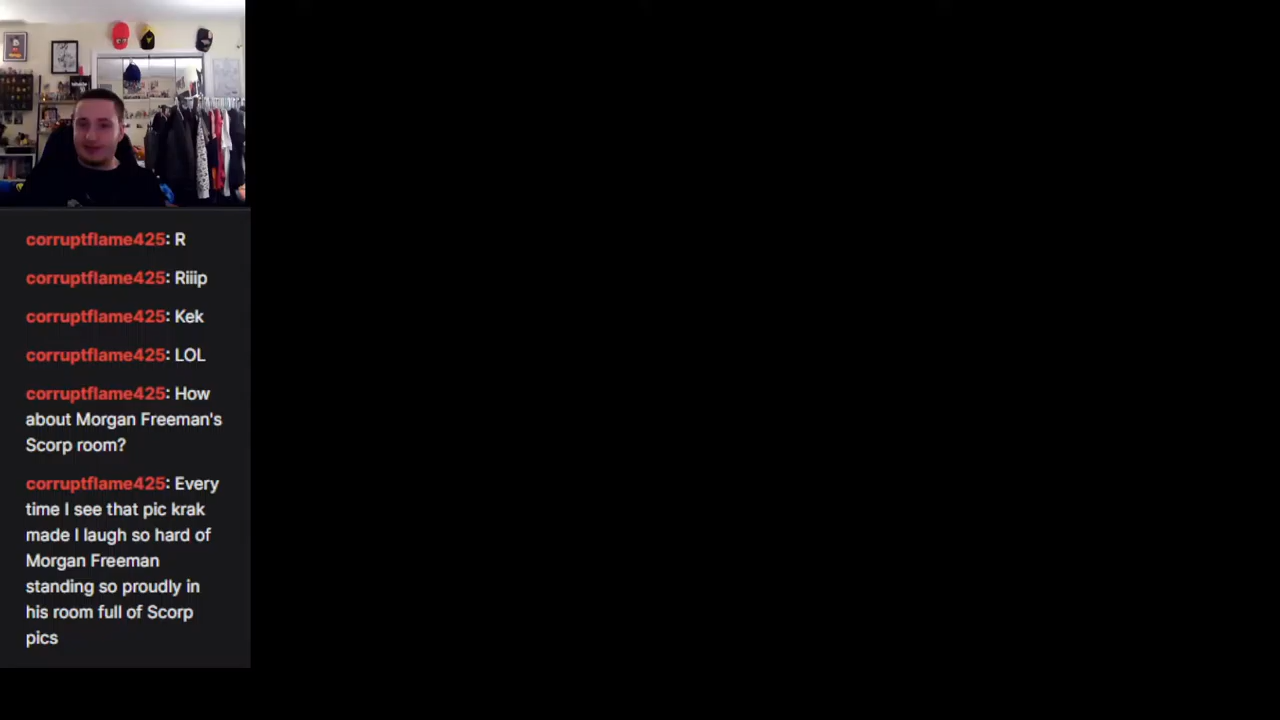 corruptflame425: R
corruptflame425: Riiip
corruptflame425: Kek
corruptflame425: LOL
corruptflame425: How
about Morgan Freeman's
Scorp room?
corruptflame425: Every
time I see that pic krak
made I laugh so hard of
Morgan Freeman
standing so proudly in
his room full of Scorp
pics